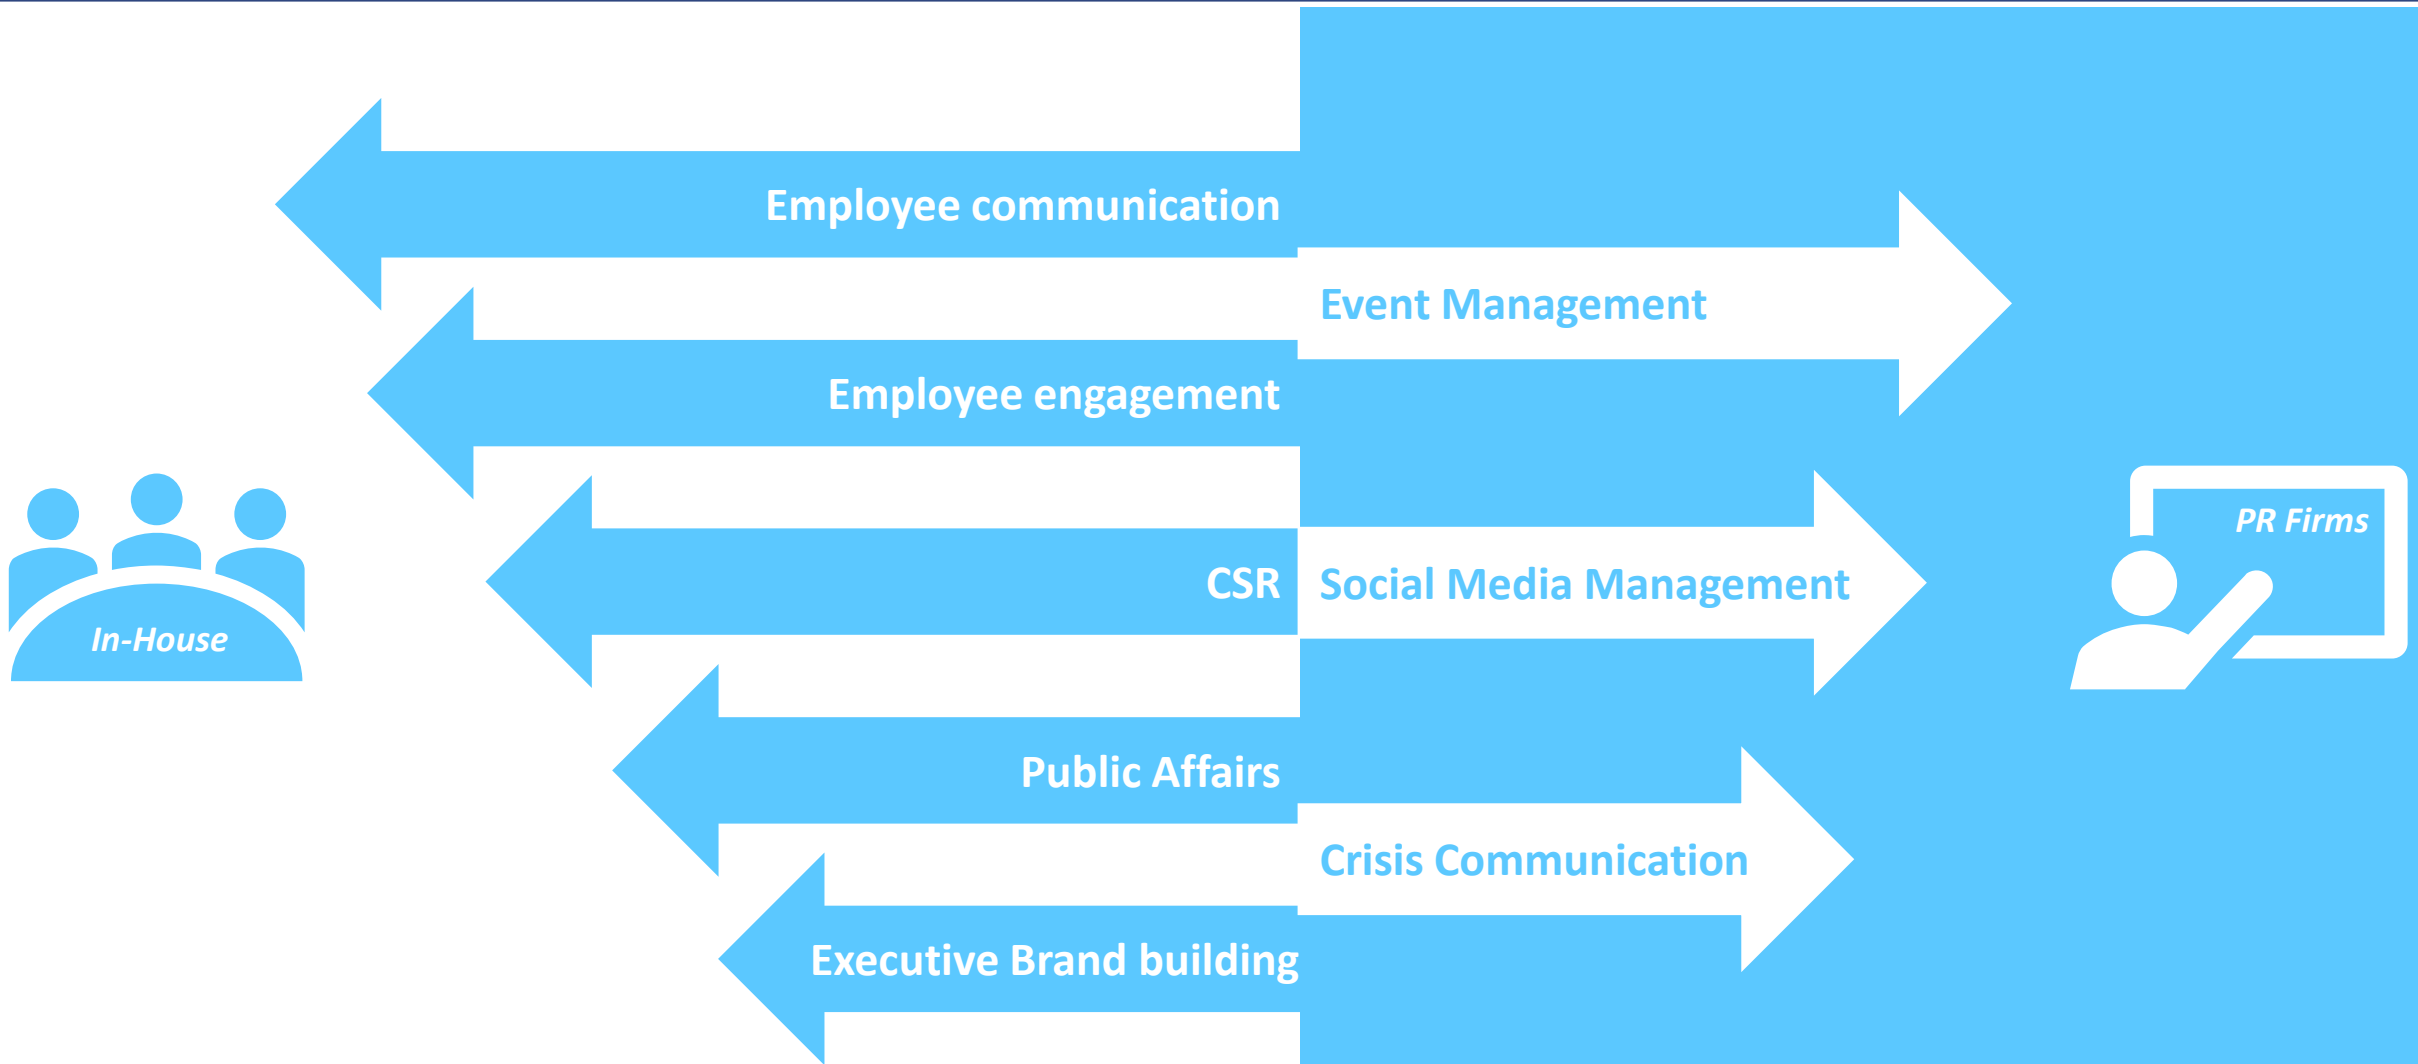 Employee communication
Event Management
Employee engagement
PR Firms
CSR
Social Media Management
In-House
Public Affairs
Crisis Communication
Executive Brand building